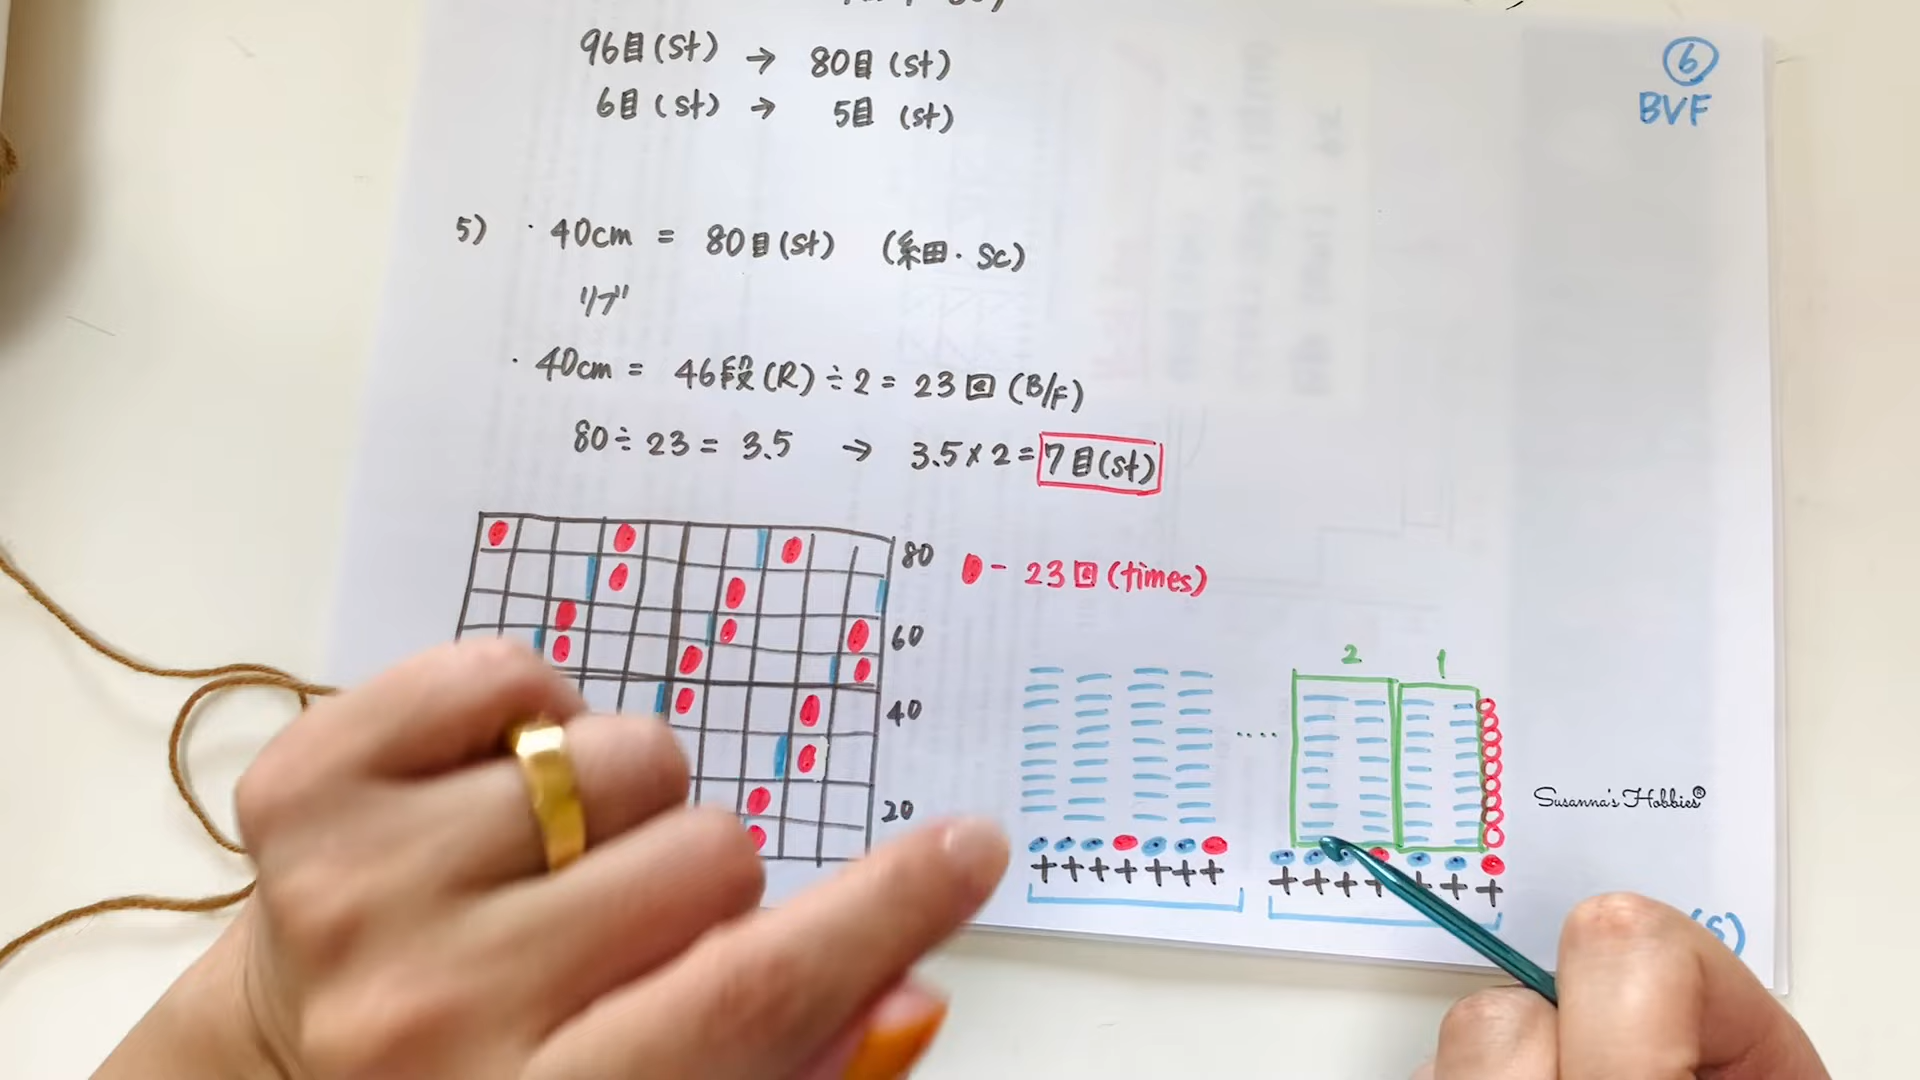 96目(st) → 80目(st)
6目(st) → 5目(st)
⑥
BVF
5) ・40cm = 80目(st) (細・sc)
リブ
・40cm = 46段(R) ÷ 2 = 23回(B/F)
80 ÷ 23 = 3.5 → 3.5 × 2 = 7目(st)
80
60
40
20
- 23回(times)
2 1
....
+++++++ +++++++
Susanna's Hobbies®